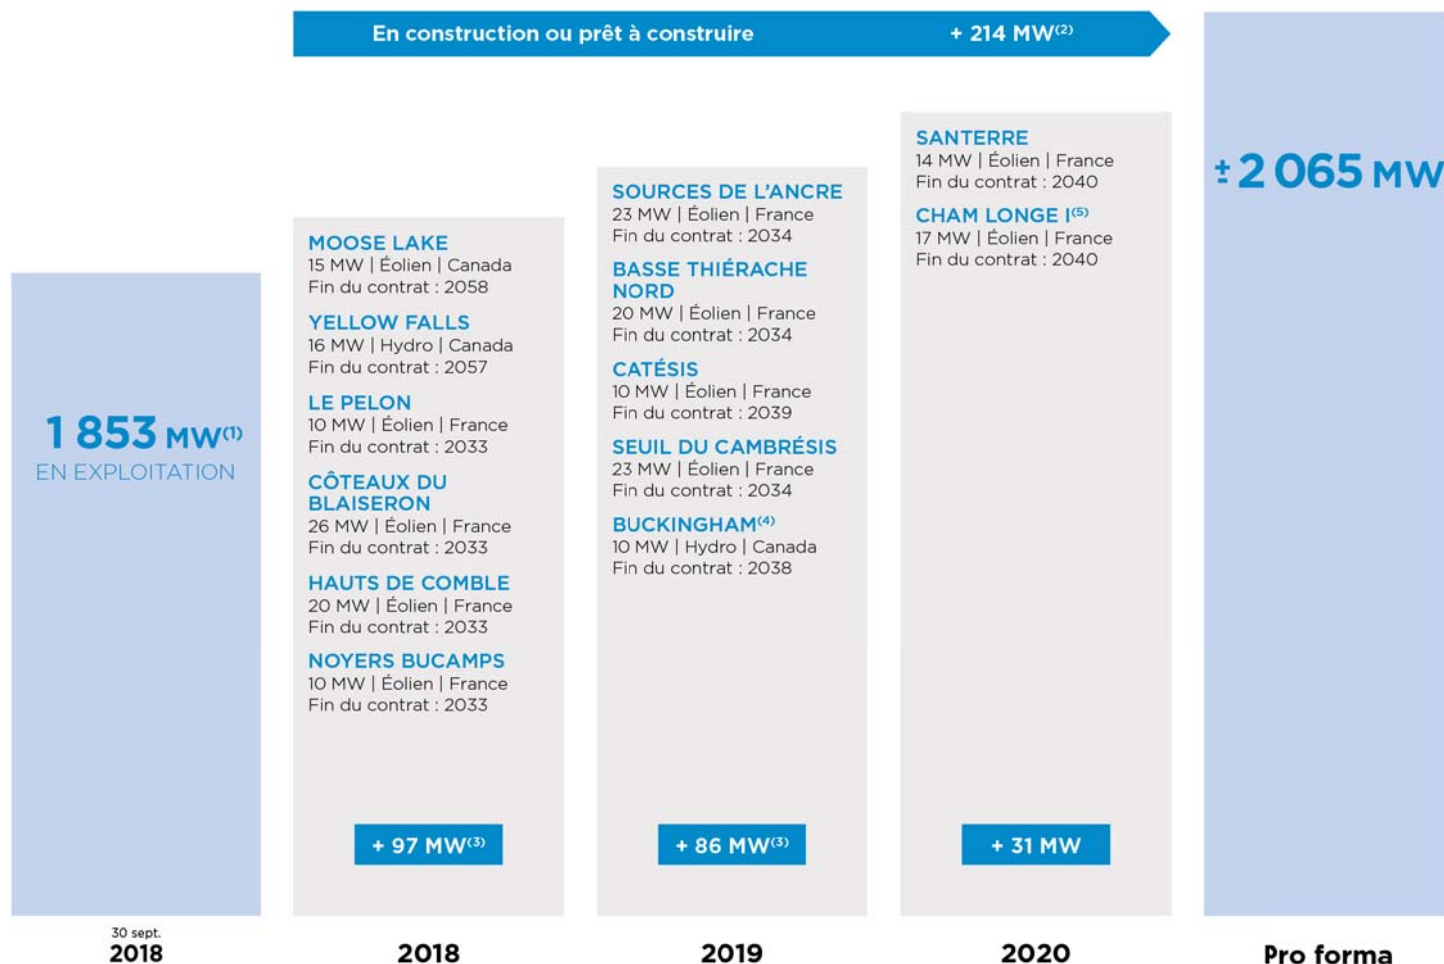 En construction ou prêt à construire + 214 MW(2)
1 853 MW(1)
EN EXPLOITATION
30 sept.
2018
MOOSE LAKE
15 MW | Éolien | Canada
Fin du contrat : 2058
YELLOW FALLS
16 MW | Hydro | Canada
Fin du contrat : 2057
LE PELON
10 MW | Éolien | France
Fin du contrat : 2033
CÔTEAUX DU
BLAISERON
26 MW | Éolien | France
Fin du contrat : 2033
HAUTS DE COMBLE
20 MW | Éolien | France
Fin du contrat : 2033
NOYERS BUCAMPS
10 MW | Éolien | France
Fin du contrat : 2033
+ 97 MW(3)
2018
SOURCES DE L'ANCRE
23 MW | Éolien | France
Fin du contrat : 2034
BASSE THIÉRACHE
NORD
20 MW | Éolien | France
Fin du contrat : 2034
CATÉSIS
10 MW | Éolien | France
Fin du contrat : 2039
SEUIL DU CAMBRÉSIS
23 MW | Éolien | France
Fin du contrat : 2034
BUCKINGHAM(4)
10 MW | Hydro | Canada
Fin du contrat : 2038
+ 86 MW(3)
2019
SANTERRE
14 MW | Éolien | France
Fin du contrat : 2040
CHAM LONGE I(5)
17 MW | Éolien | France
Fin du contrat : 2040
+ 31 MW
2020
± 2 065 MW
Pro forma